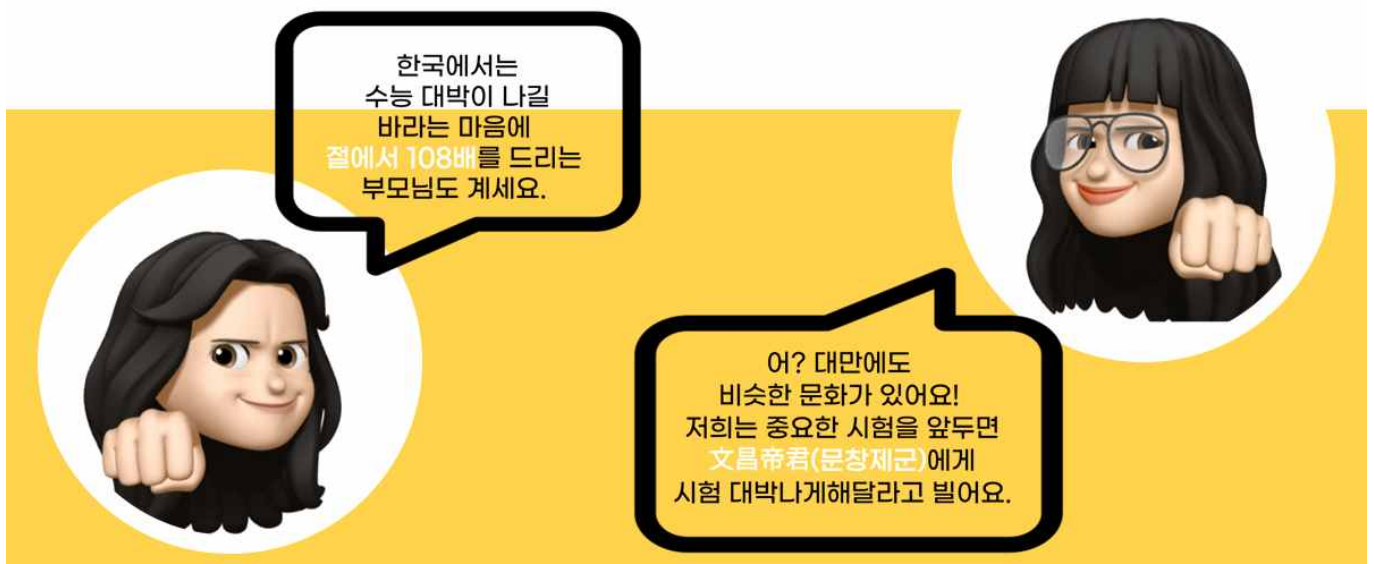 한국에서는
수능 대박이 나길
바라는 마음에
절에서 108배를 드리는
부모님도 계세요.
어? 대만에도
비슷한 문화가 있어요!
저희는 중요한 시험을 앞두면
文昌帝君(문창제군)에게
시험 대박나게해달라고 빌어요.